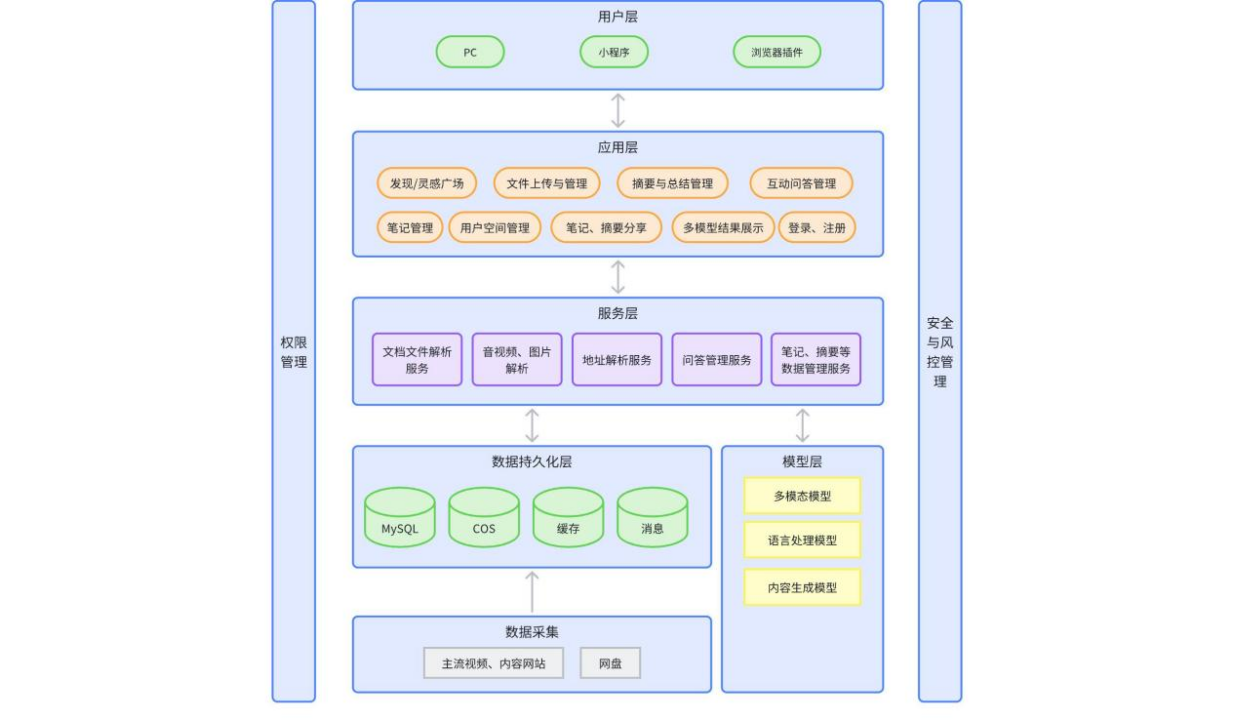 用户层
PC
小程序
浏览器插件
应用层
发现/灵感广场
文件上传与管理
摘要与总结管理
互动问答管理
笔记管理
用户空间管理
笔记、摘要分享
多模型结果展示
登录、注册
服务层
文档文件解析
服务
音视频、图片
解析
地址解析服务
问答管理服务
笔记、摘要等
数据管理服务
权限
管理
安全
与风
控管
理
数据持久化层
MySQL
COS
缓存
消息
模型层
多模态模型
语言处理模型
内容生成模型
数据采集
主流视频、内容网站
网盘